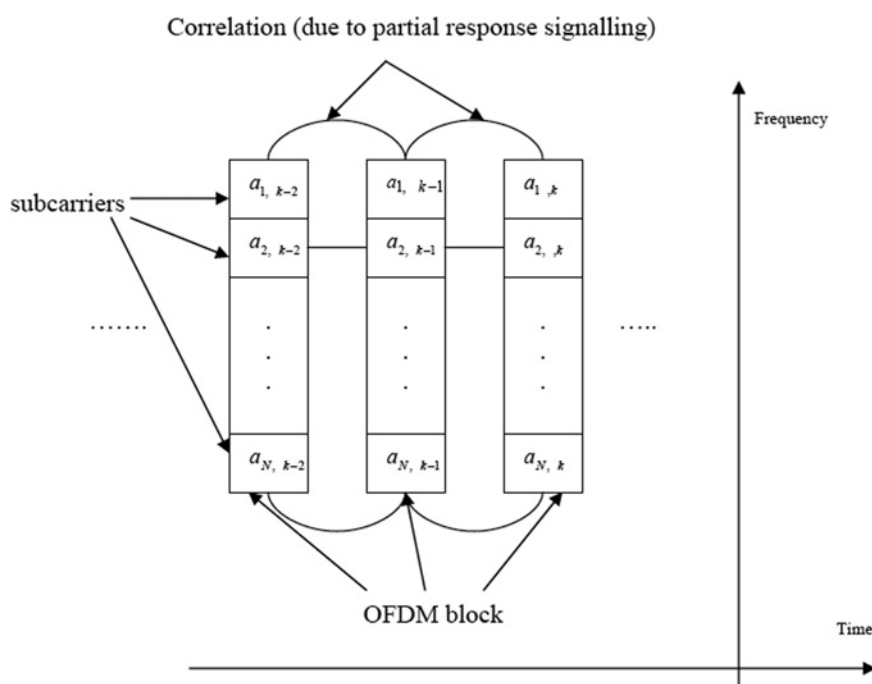 Correlation (due to partial response signalling)
Frequency
a1, k−2 a1, k−1 a1 ,k
subcarriers
a2, k−2 a2, k−1 a2, ,k
....... . . . .....
. . .
. . .
aN, k−2 aN, k−1 aN, k
OFDM block
Time